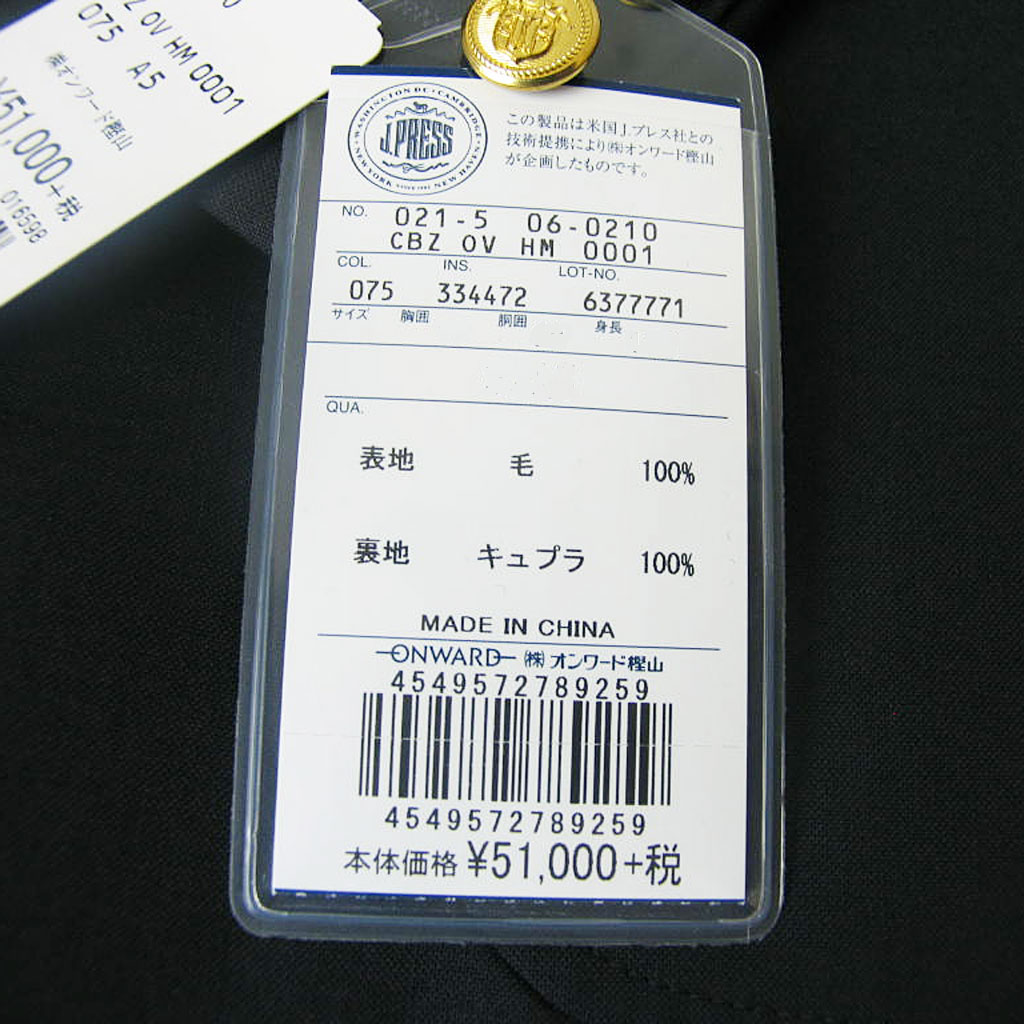 Z OV HM 0001
075 A5
㈱オンワード樫山
¥51,000+税
016598
WASHINGTON DC · CAMBRIDGE
J.PRESS
NEW YORK SINCE 1902 NEW HAVEN
この製品は米国J.プレス社との
技術提携により㈱オンワード樫山
が企画したものです。
NO. 021-5 06-0210
CBZ OV HM 0001
COL. INS. LOT-NO.
075 334472 6377771
サイズ 胸囲 胴囲 身長
QUA.
表地 毛 100%
裏地 キュプラ 100%
MADE IN CHINA
ONWARD ㈱オンワード樫山
4549572789259
4549572789259
本体価格 ¥51,000+税